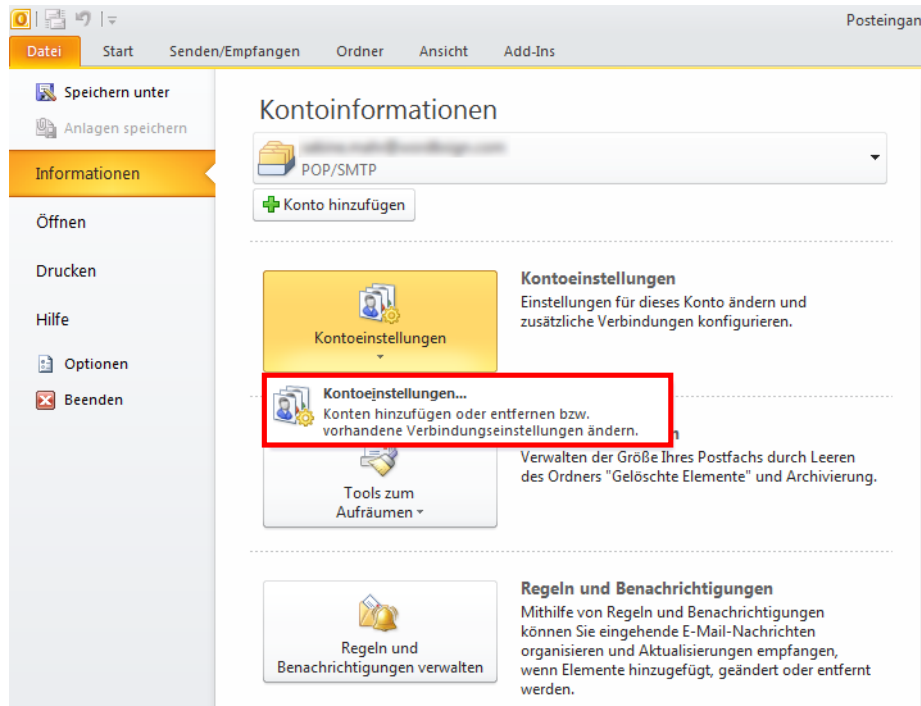 Posteingan
Datei Start Senden/Empfangen Ordner Ansicht Add-Ins
Speichern unter
Anlagen speichern
Informationen
Öffnen
Drucken
Hilfe
Optionen
Beenden
Kontoinformationen
POP/SMTP
Konto hinzufügen
Kontoeinstellungen
Kontoeinstellungen
Einstellungen für dieses Konto ändern und
zusätzliche Verbindungen konfigurieren.
Kontoeinstellungen...
Konten hinzufügen oder entfernen bzw.
vorhandene Verbindungseinstellungen ändern.
Tools zum
Aufräumen
Verwalten der Größe Ihres Postfachs durch Leeren
des Ordners "Gelöschte Elemente" und Archivierung.
Regeln und
Benachrichtigungen verwalten
Regeln und Benachrichtigungen
Mithilfe von Regeln und Benachrichtigungen
können Sie eingehende E-Mail-Nachrichten
organisieren und Aktualisierungen empfangen,
wenn Elemente hinzugefügt, geändert oder entfernt
werden.